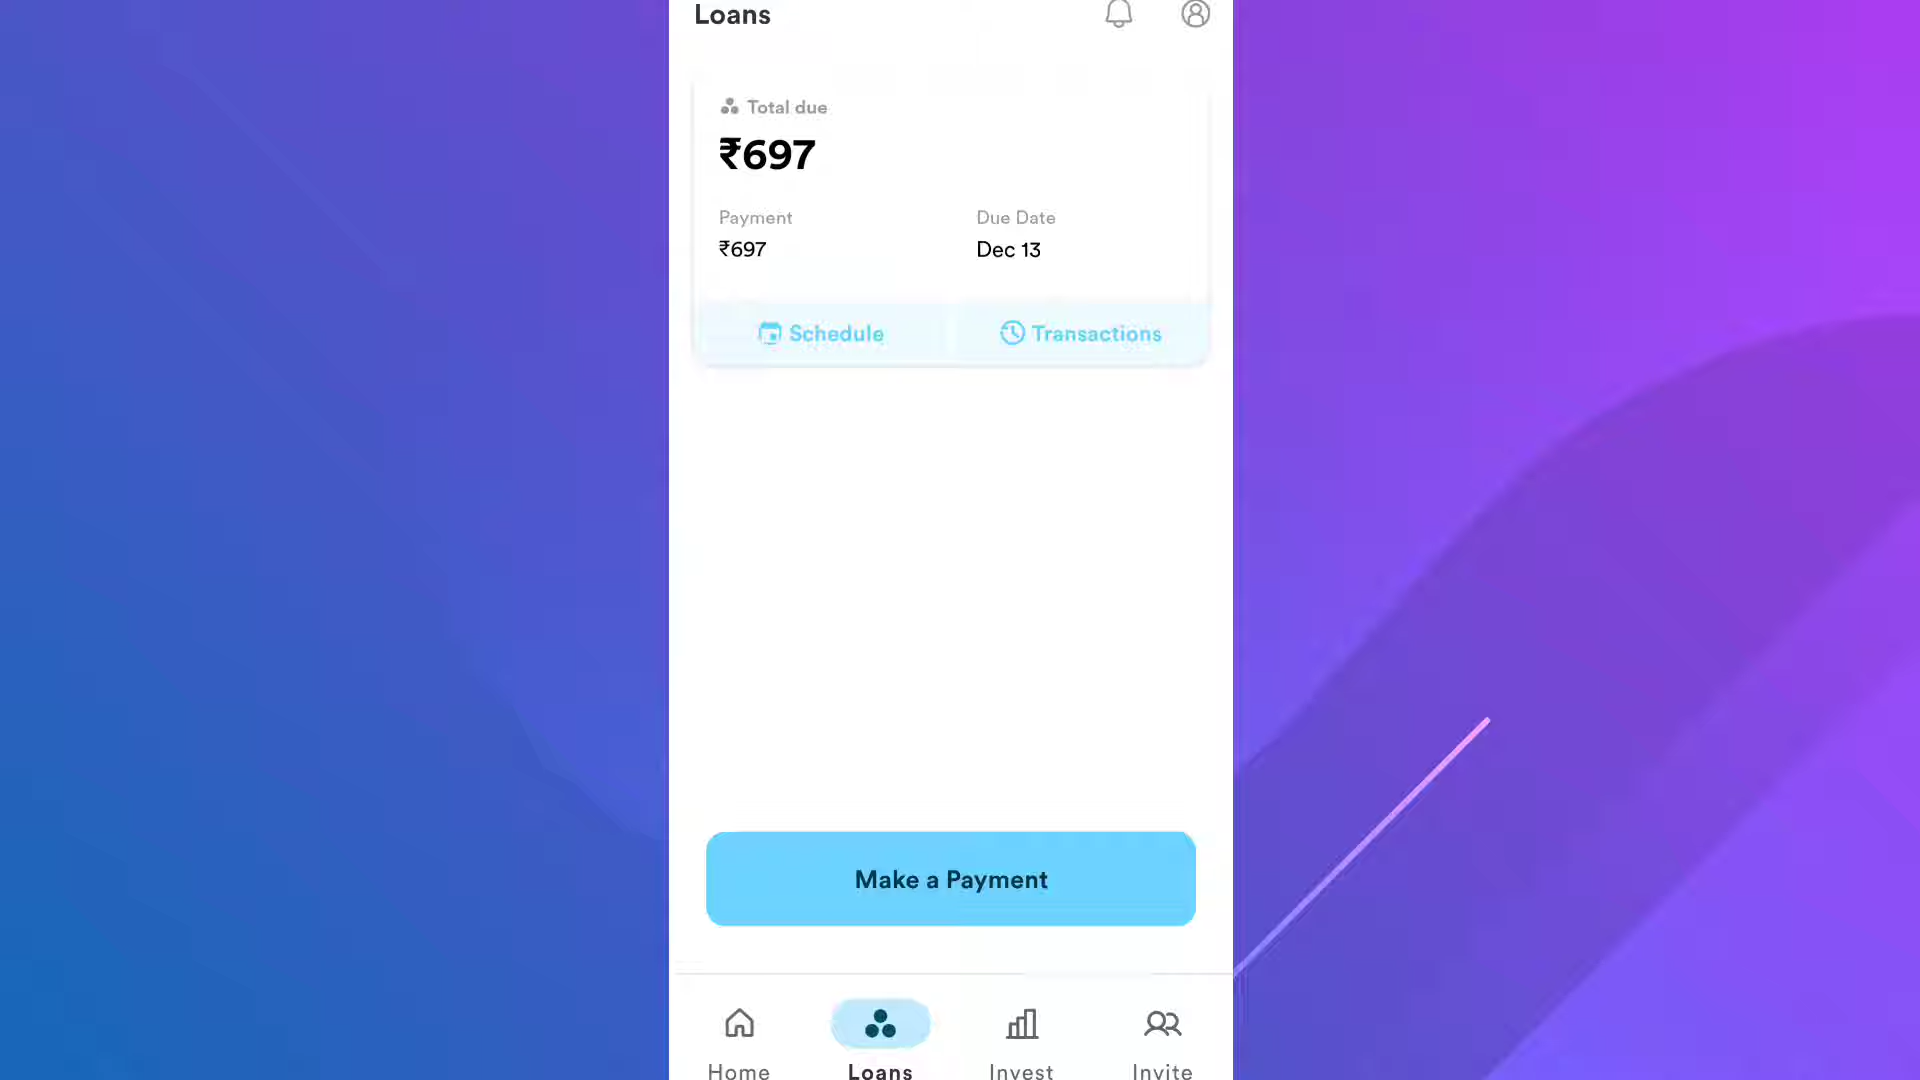 Loans
Total due
₹697
Payment
Due Date
₹697
Dec 13
Schedule
Transactions
Make a Payment
Home
Loans
Invest
Invite